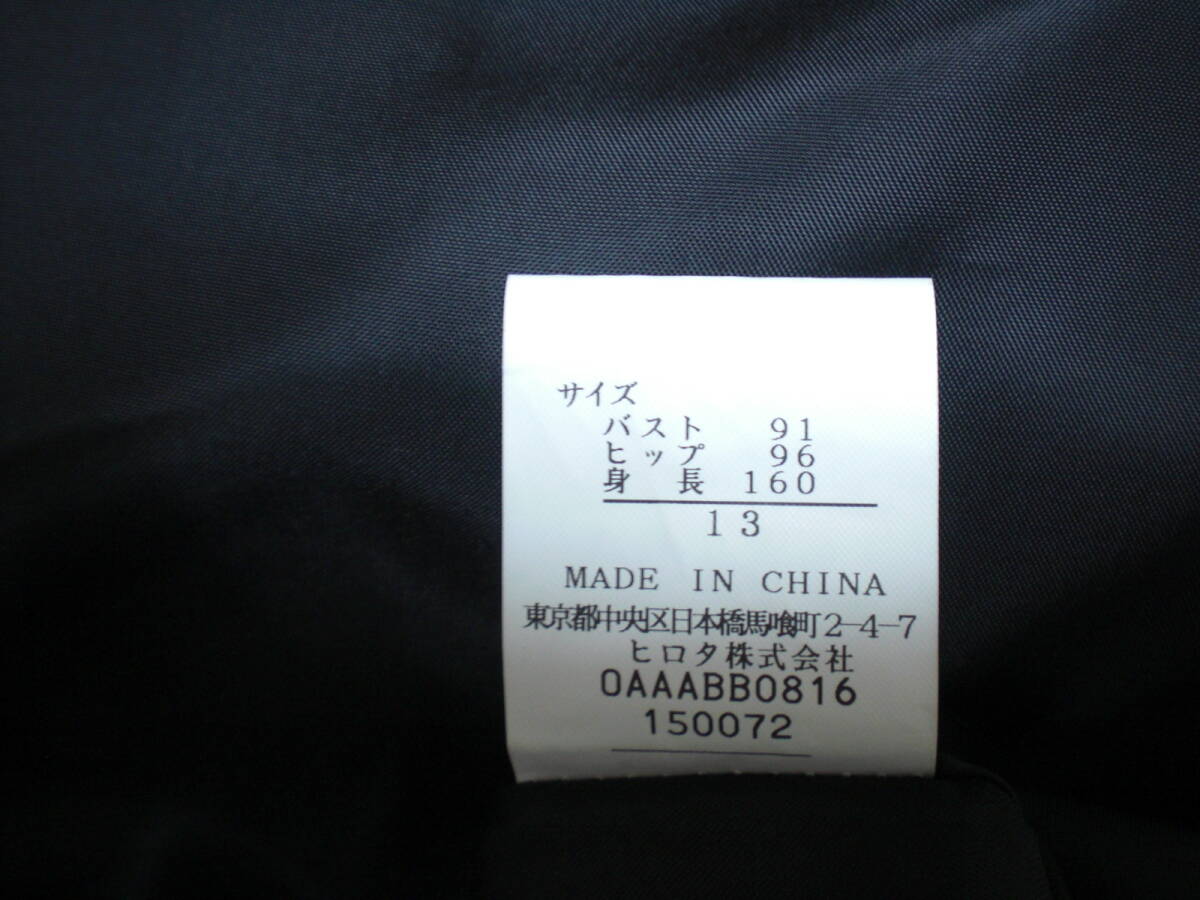 サイズ
バスト 91
ヒップ 96
身長 160
13
MADE IN CHINA
東京都中央区日本橋馬喰町2-4-7
ヒロタ株式会社
0AAABB0816
150072